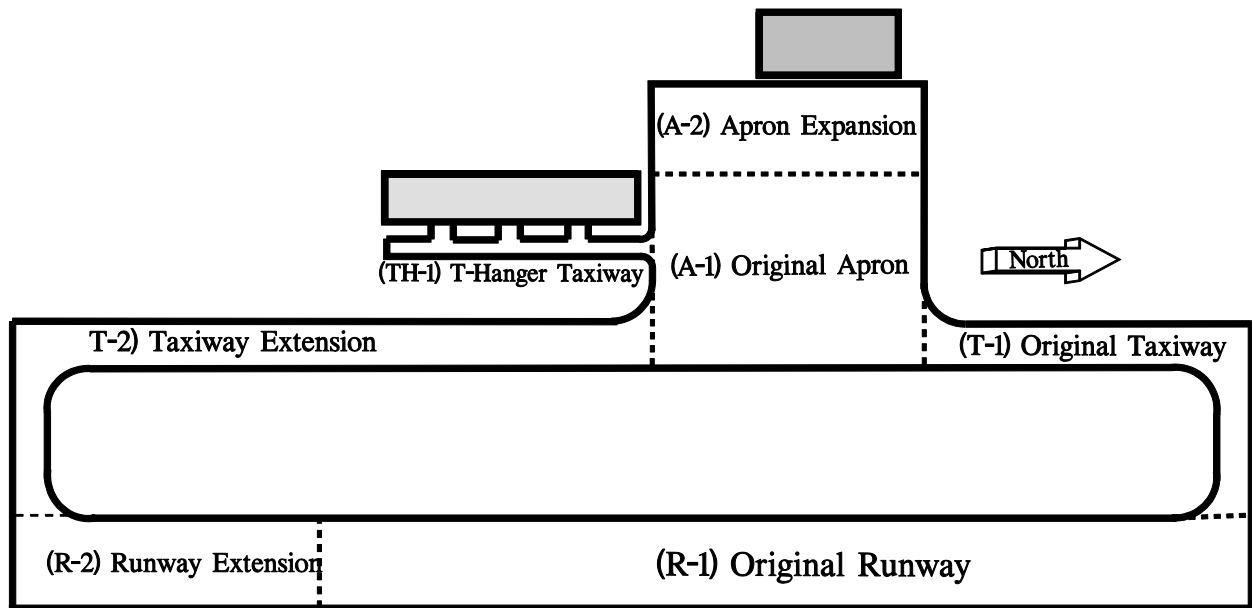 (A-2) Apron Expansion
(A-1) Original Apron
North
(TH-1) T-Hanger Taxiway
T-2) Taxiway Extension
(T-1) Original Taxiway
(R-2) Runway Extension
(R-1) Original Runway